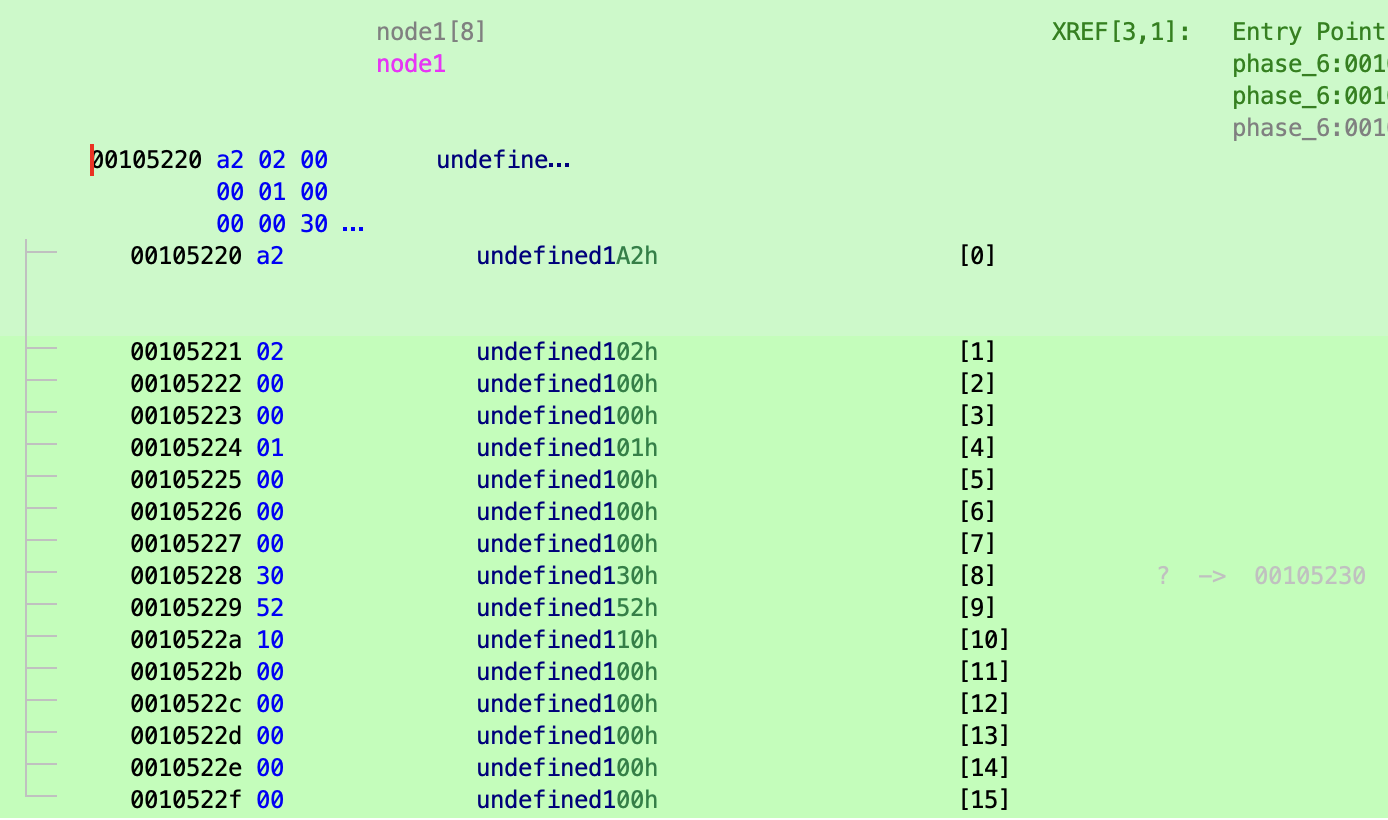 node1[8] XREF[3,1]: Entry Point
node1 phase_6:001
phase_6:001
phase_6:001
00105220 a2 02 00 undefine...
00 01 00
00 00 30 ...
00105220 a2 undefined1A2h [0]
00105221 02 undefined102h [1]
00105222 00 undefined100h [2]
00105223 00 undefined100h [3]
00105224 01 undefined101h [4]
00105225 00 undefined100h [5]
00105226 00 undefined100h [6]
00105227 00 undefined100h [7]
00105228 30 undefined130h [8] ? -> 00105230
00105229 52 undefined152h [9]
0010522a 10 undefined110h [10]
0010522b 00 undefined100h [11]
0010522c 00 undefined100h [12]
0010522d 00 undefined100h [13]
0010522e 00 undefined100h [14]
0010522f 00 undefined100h [15]